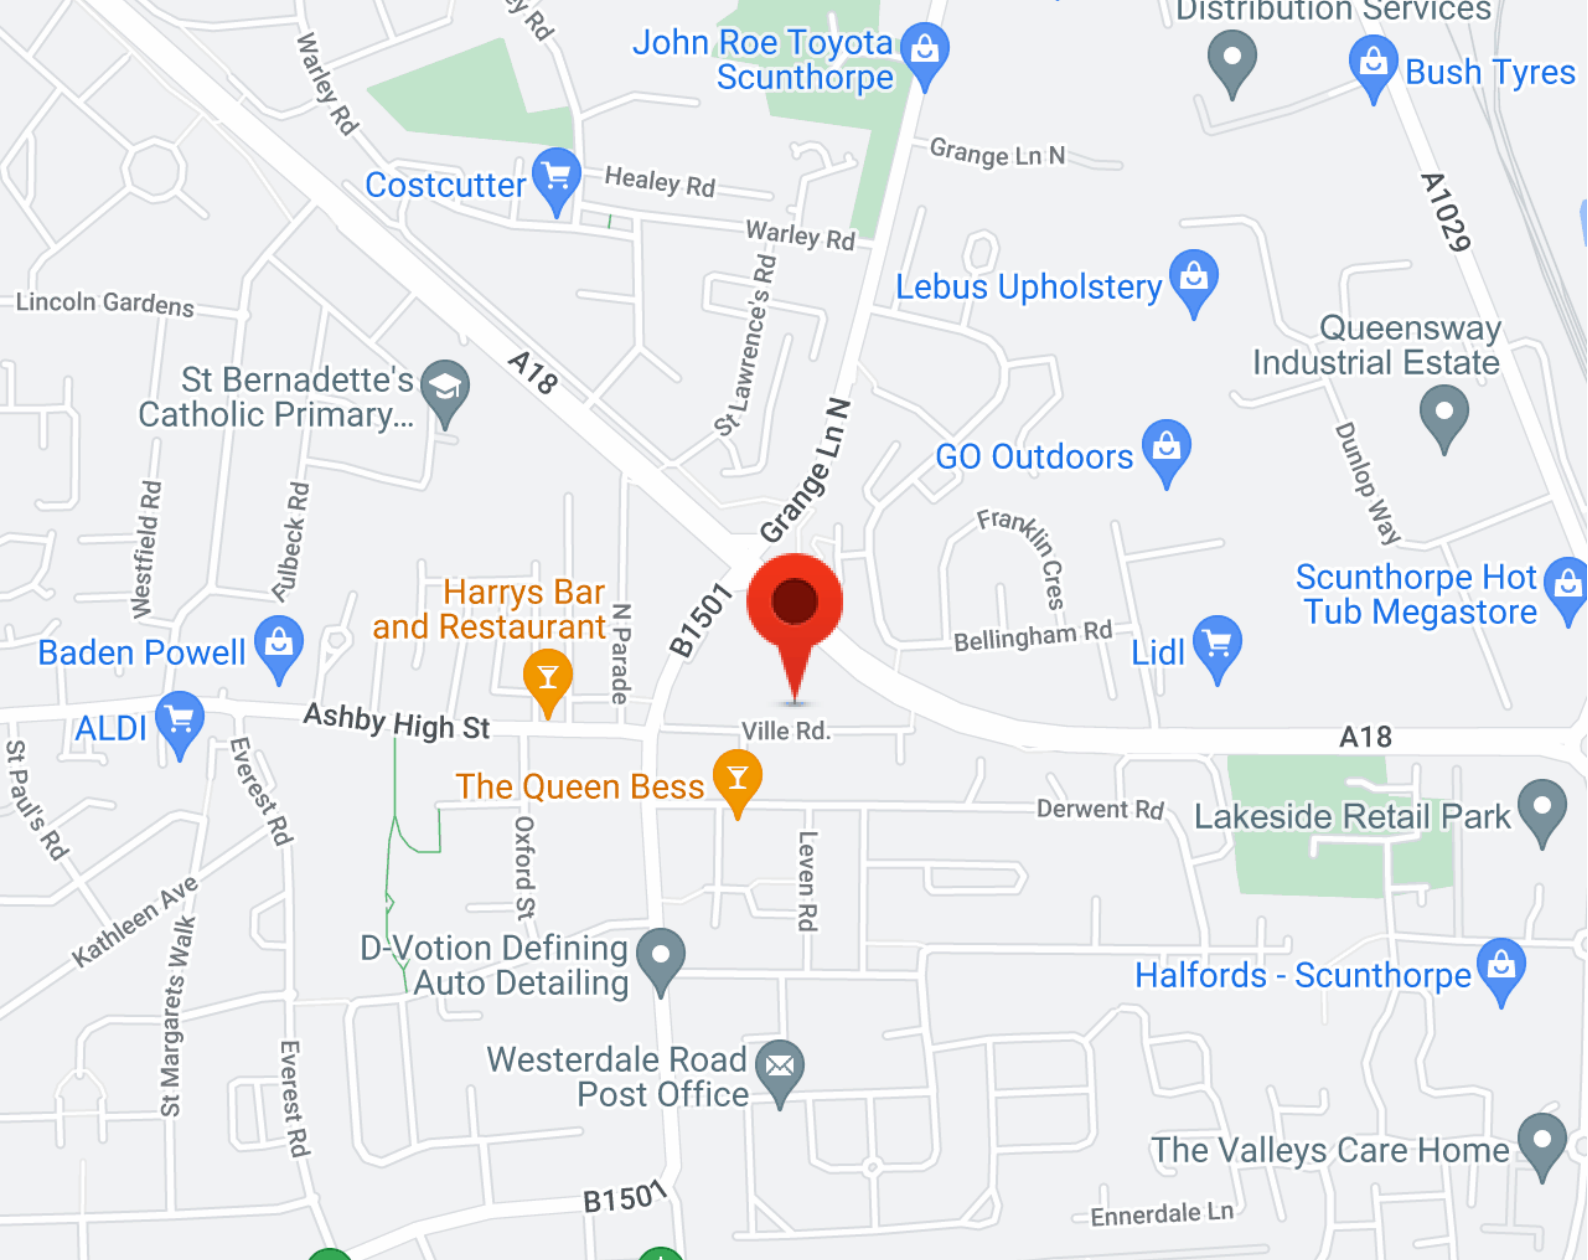 Distribution Services
ey Rd
Warley Rd
John Roe Toyota
Scunthorpe
Bush Tyres
Grange Ln N
A1029
Costcutter
Healey Rd
Warley Rd
Lebus Upholstery
Lincoln Gardens
St Lawrence's Rd
Queensway
Industrial Estate
A18
St Bernadette's
Catholic Primary...
Grange Ln N
GO Outdoors
Dunlop Way
Westfield Rd
Fulbeck Rd
Franklin Cres
Harrys Bar
and Restaurant
N Parade
B1501
Scunthorpe Hot
Tub Megastore
Bellingham Rd
Lidl
Baden Powell
ALDI
Ashby High St
Ville Rd.
A18
St Paul's Rd
Everest Rd
The Queen Bess
Derwent Rd
Lakeside Retail Park
Oxford St
Leven Rd
Kathleen Ave
St Margarets Walk
D-Votion Defining
Auto Detailing
Halfords - Scunthorpe
Everest Rd
Westerdale Road
Post Office
The Valleys Care Home
B1501
Ennerdale Ln